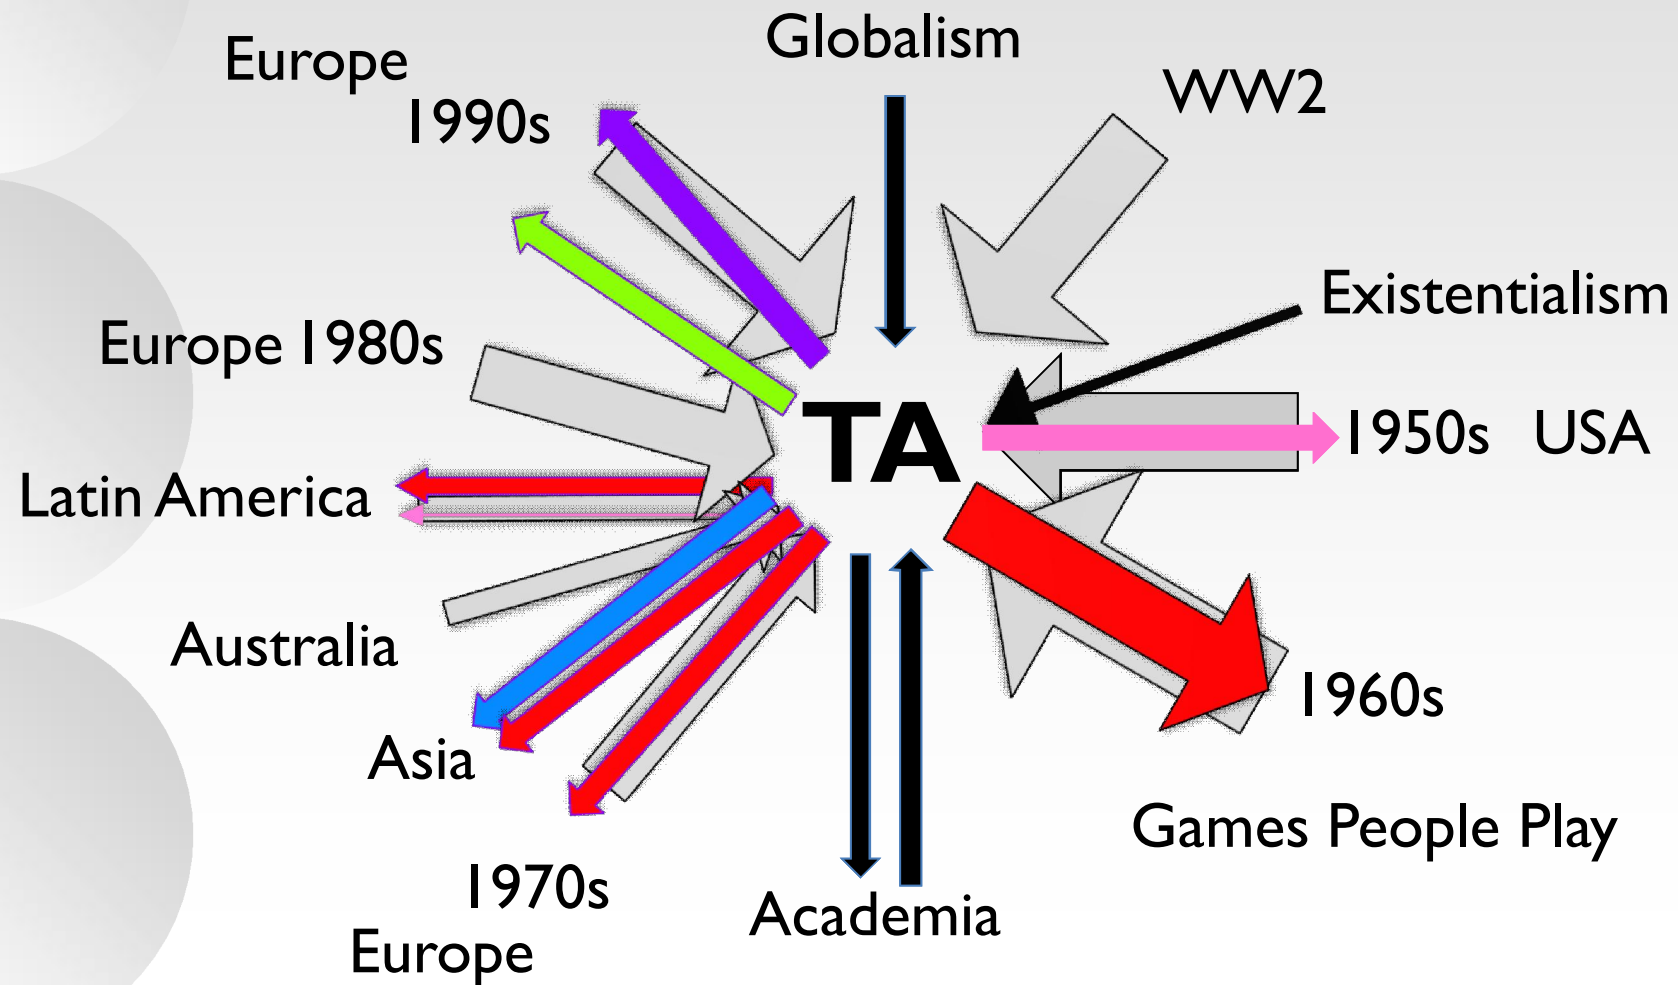 Globalism
Europe
1990s
WW2
Existentialism
Europe 1980s
TA
1950s USA
Latin America
Australia
1960s
Asia
Games People Play
1970s
Academia
Europe